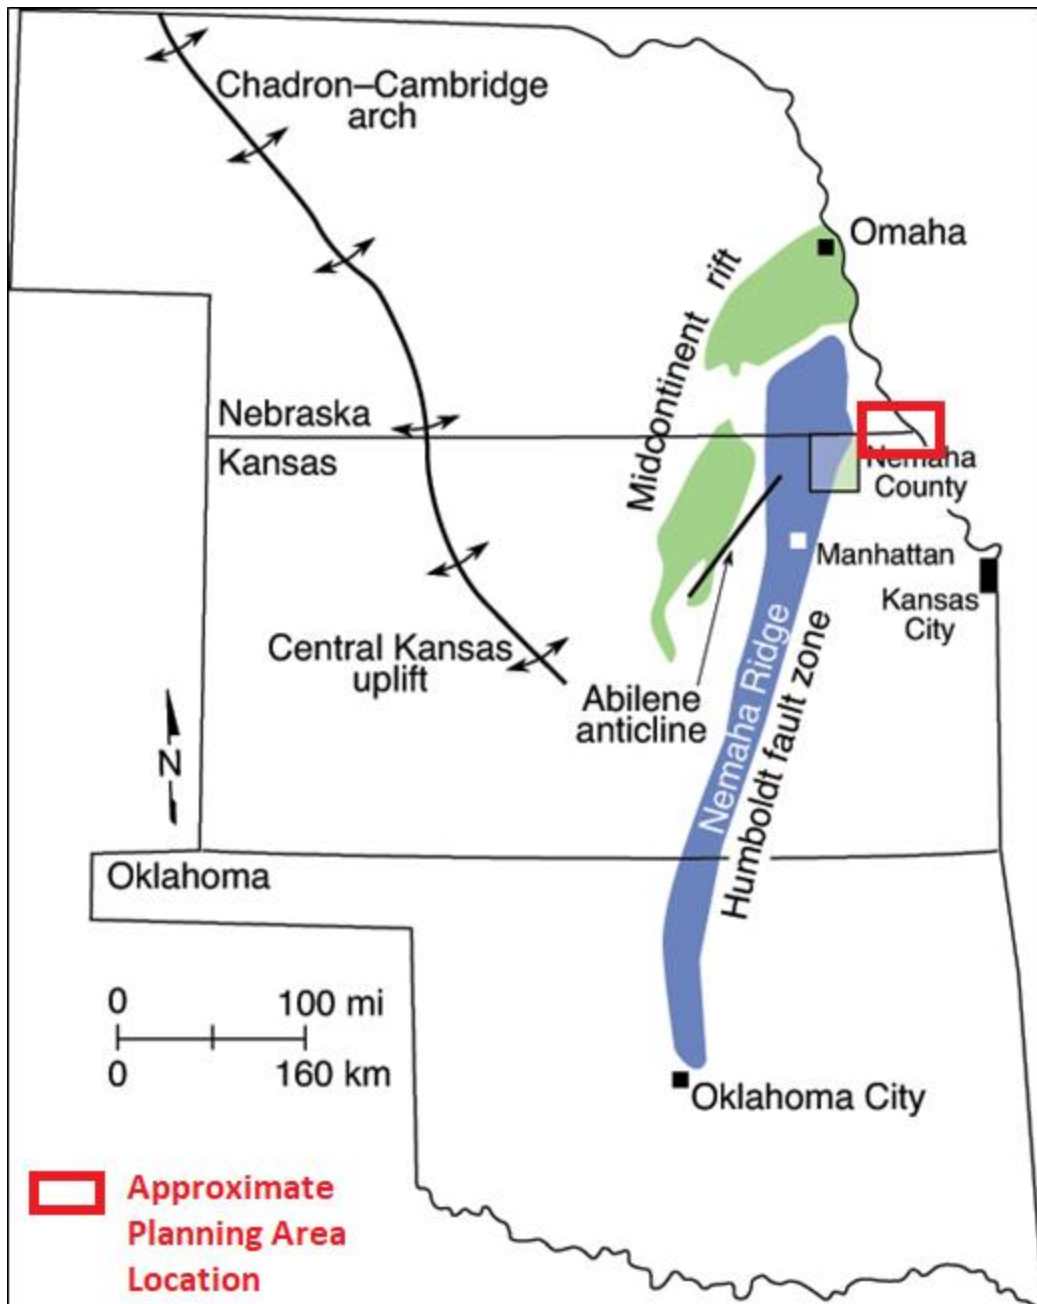 Chadron–Cambridge
arch
Omaha
Midcontinent rift
Nebraska
Kansas
Nemaha
County
Manhattan
Kansas
City
Central Kansas
uplift
Abilene
anticline
Nemaha Ridge
Humboldt fault zone
N
Oklahoma
0 100 mi
0 160 km
Oklahoma City
Approximate
Planning Area
Location